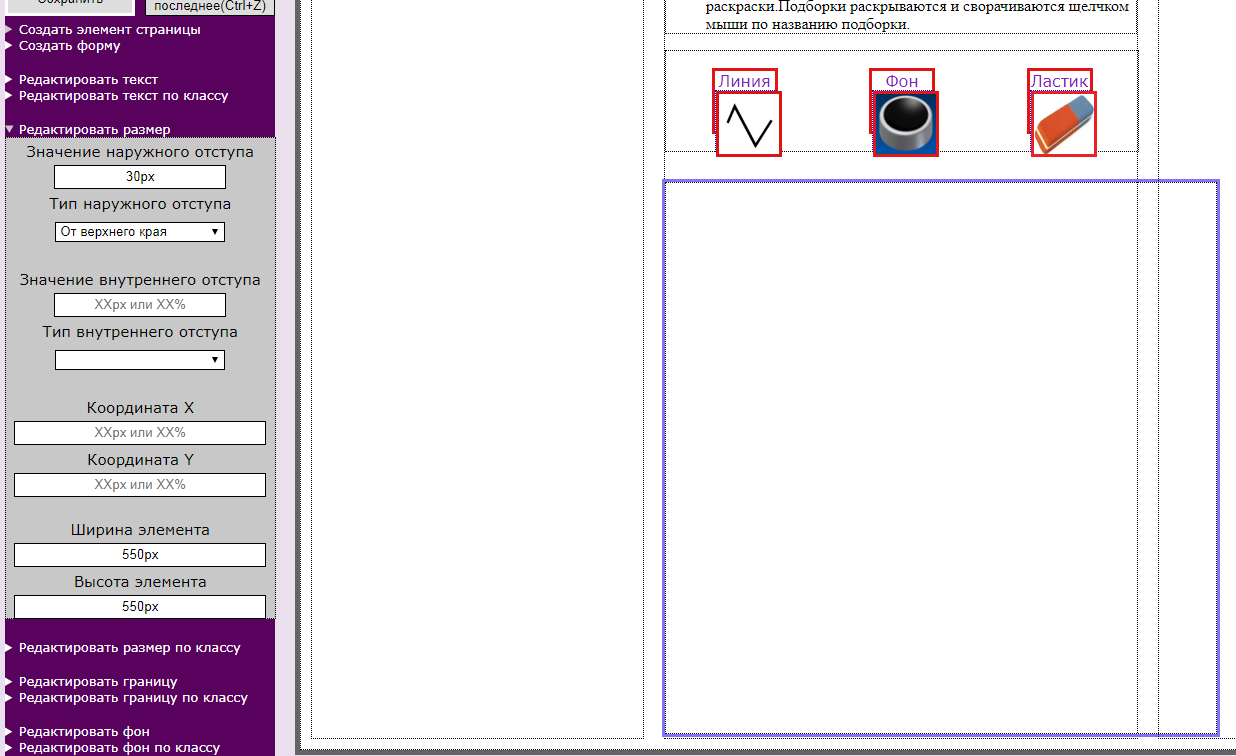 Сохранить
последнее(Ctrl+Z)
Создать элемент страницы
Создать форму
Редактировать текст
Редактировать текст по классу
Редактировать размер
Значение наружного отступа
30px
Тип наружного отступа
От верхнего края
Значение внутреннего отступа
XXpx или XX%
Тип внутреннего отступа
Координата X
XXpx или XX%
Координата Y
XXpx или XX%
Ширина элемента
550px
Высота элемента
550px
Редактировать размер по классу
Редактировать границу
Редактировать границу по классу
Редактировать фон
Редактировать фон по классу
раскраски.Подборки раскрываются и сворачиваются щелчком
мыши по названию подборки.
Линия
Фон
Ластик